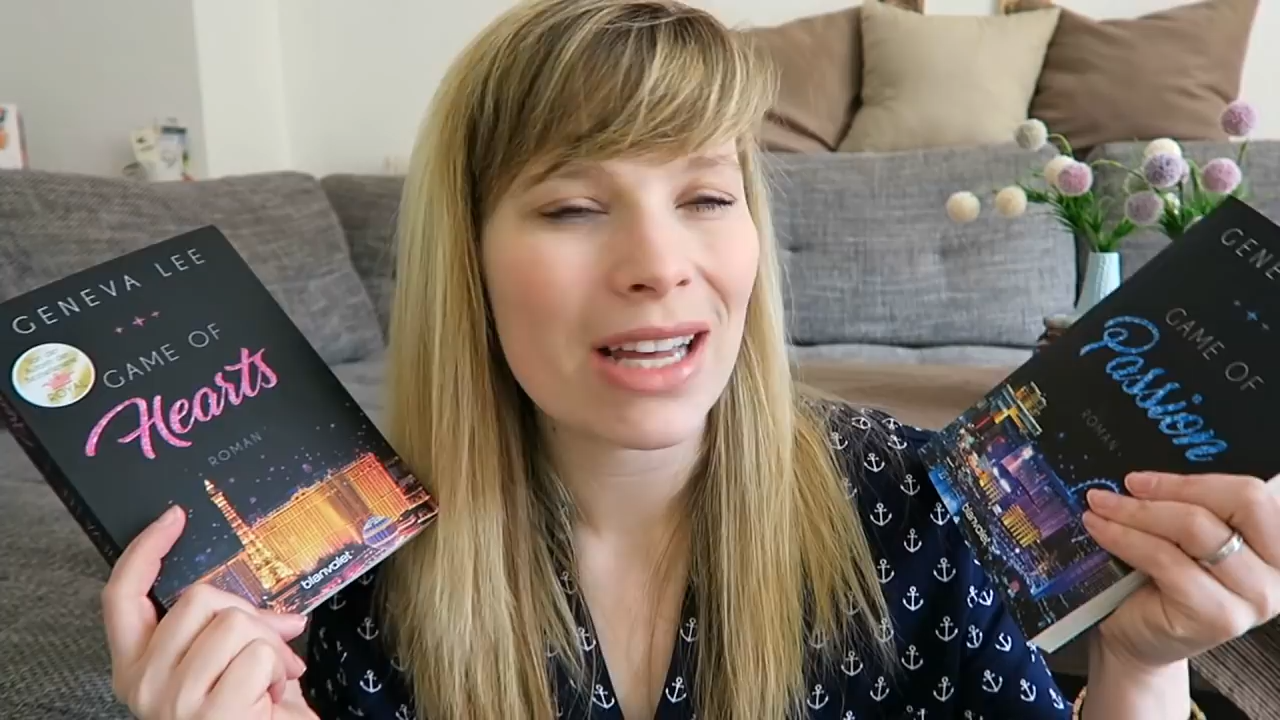 GENEVA LEE
GAME OF
Hearts
ROMAN
blanvalet
GENE
GAME OF
Passion
ROMAN
blanvalet